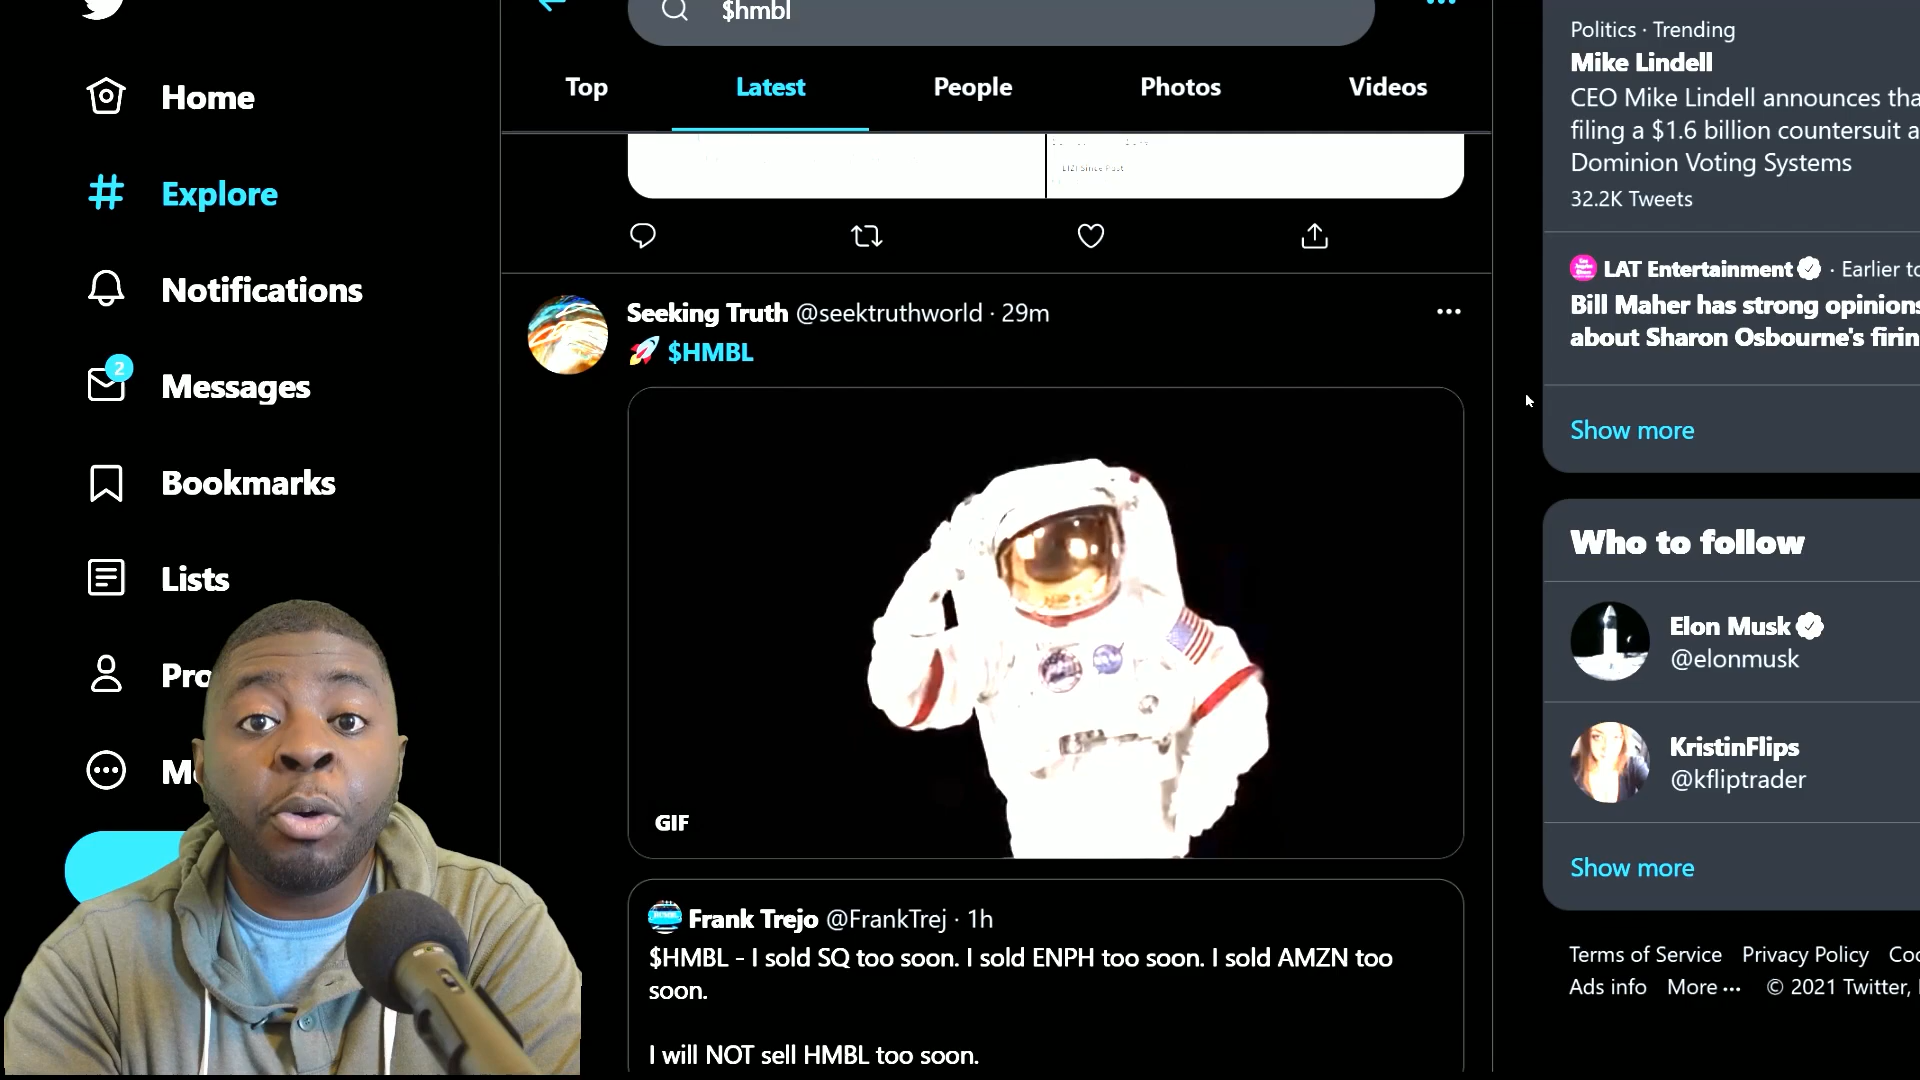 $hmbl
Home
Explore
Notifications
2
Messages
Bookmarks
Lists
Pro
Top
Latest
People
Photos
Videos
LIZI Since Post
Seeking Truth @seektruthworld · 29m
🚀 $HMBL
GIF
Frank Trejo @FrankTrej · 1h
$HMBL - I sold SQ too soon. I sold ENPH too soon. I sold AMZN too
soon.
I will NOT sell HMBL too soon.
Politics · Trending
Mike Lindell
CEO Mike Lindell announces tha
filing a $1.6 billion countersuit a
Dominion Voting Systems
32.2K Tweets
LAT Entertainment · Earlier to
Bill Maher has strong opinions
about Sharon Osbourne's firin
Show more
Who to follow
Elon Musk
@elonmusk
KristinFlips
@kfliptrader
Show more
Terms of Service Privacy Policy Coo
Ads info More ··· © 2021 Twitter,